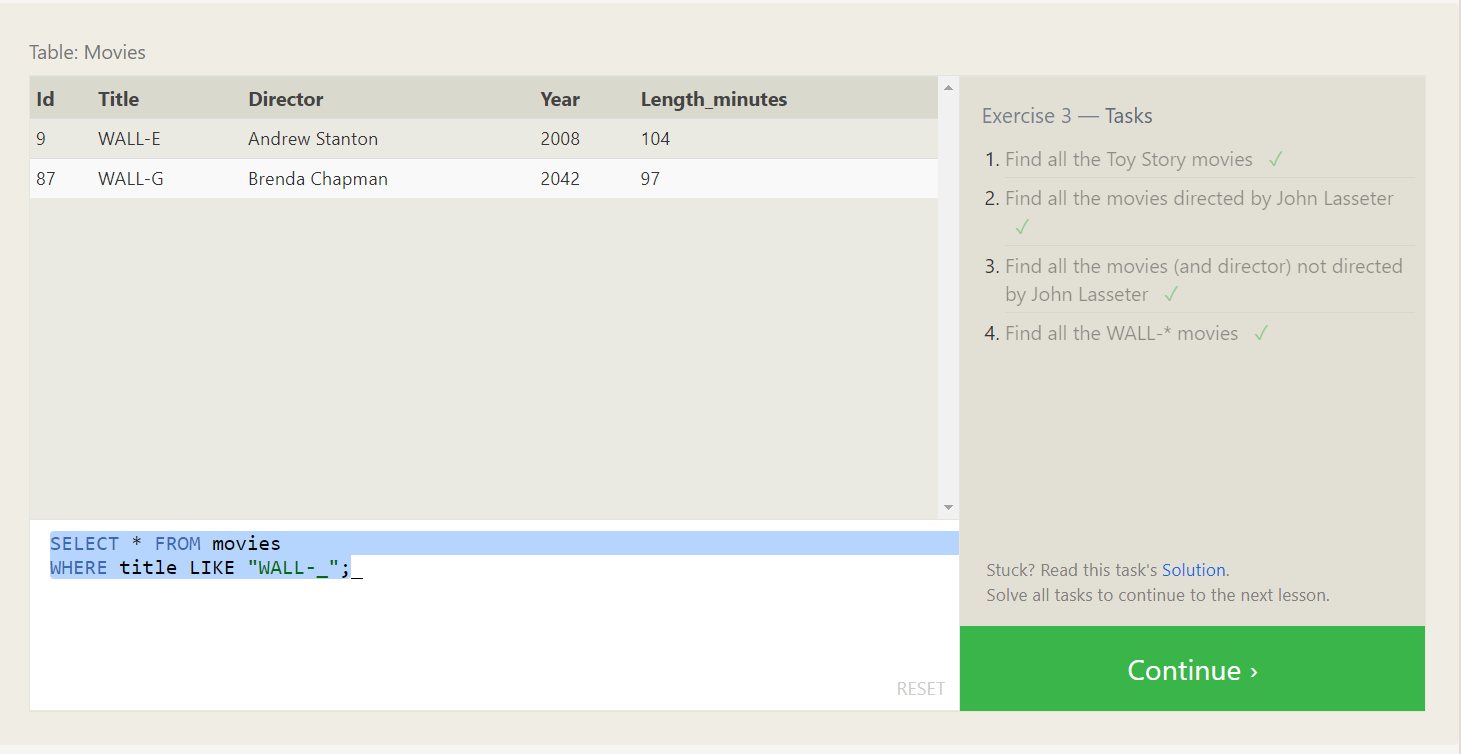 Table: Movies
Id Title Director Year Length_minutes
9 WALL-E Andrew Stanton 2008 104
87 WALL-G Brenda Chapman 2042 97
SELECT * FROM movies
WHERE title LIKE "WALL-_";_
RESET
Exercise 3 — Tasks
1. Find all the Toy Story movies ✓
2. Find all the movies directed by John Lasseter
✓
3. Find all the movies (and director) not directed
by John Lasseter ✓
4. Find all the WALL-* movies ✓
Stuck? Read this task's Solution.
Solve all tasks to continue to the next lesson.
Continue ›